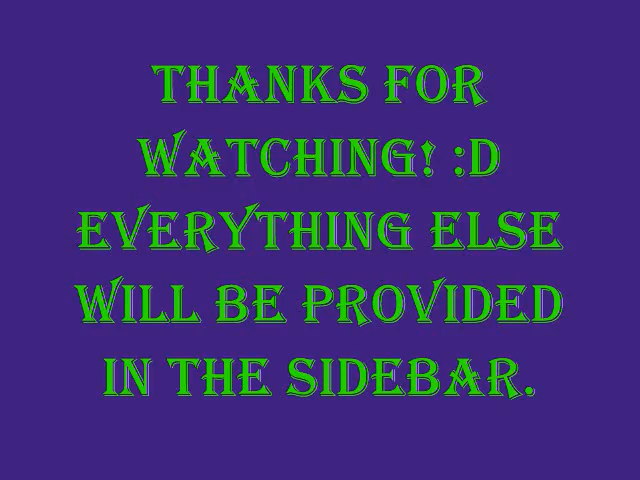 THANKS FOR
WATCHING! :D
EVERYTHING ELSE
WILL BE PROVIDED
IN THE SIDEBAR.